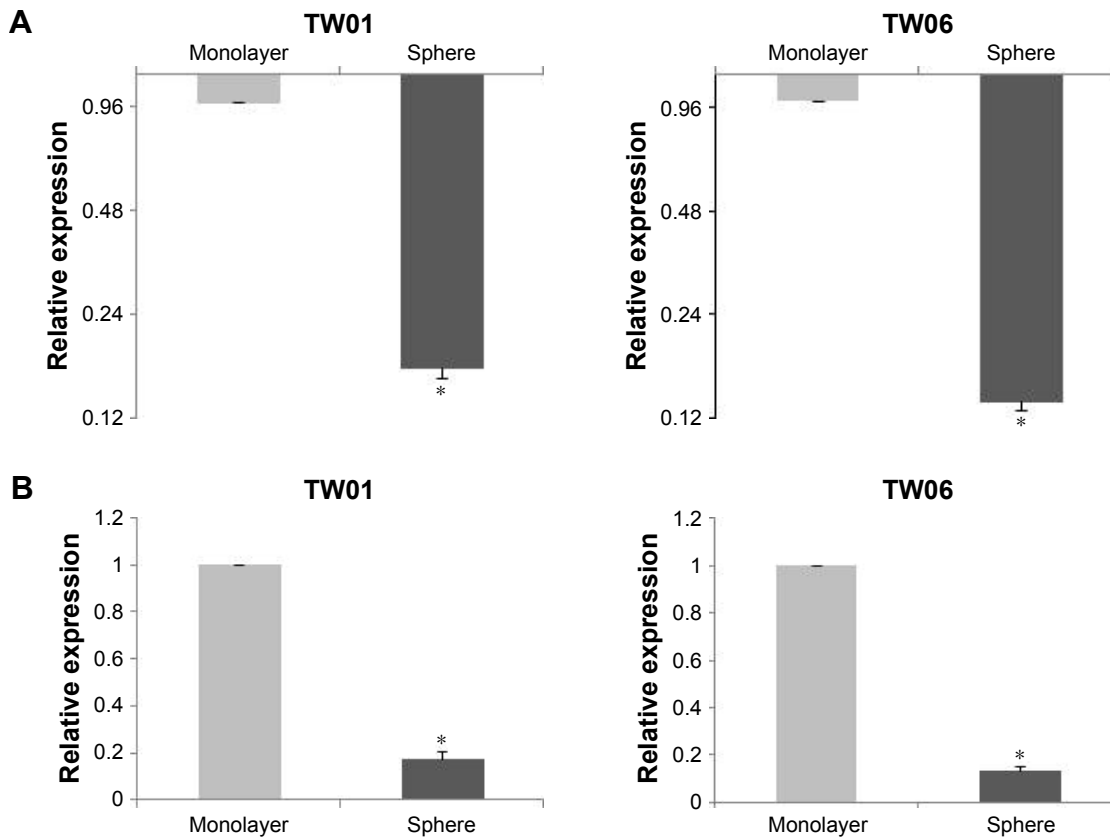 A
TW01
Monolayer Sphere
Relative expression
0.96
0.48
0.24
0.12
*
TW06
Monolayer Sphere
Relative expression
0.96
0.48
0.24
0.12
*
B
TW01
Relative expression
1.2
1
0.8
0.6
0.4
0.2
0
*
Monolayer Sphere
TW06
Relative expression
1.2
1
0.8
0.6
0.4
0.2
0
*
Monolayer Sphere